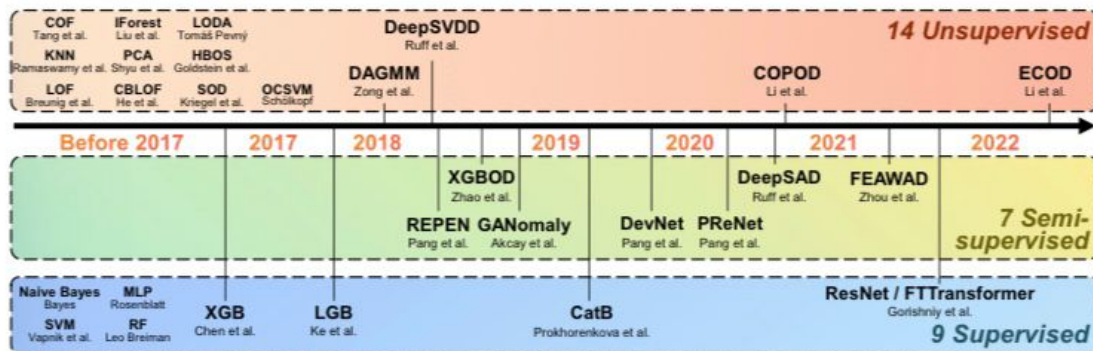 COF IForest LODA DeepSVDD 14 Unsupervised
Tang et al. Liu et al. Tomáš Pevný Ruff et al.
KNN PCA HBOS
Ramaswamy et al. Shyu et al. Goldstein et al.
DAGMM COPOD ECOD
Zong et al. Li et al. Li et al.
LOF CBLOF SOD OCSVM
Breunig et al. He et al. Kriegel et al. Schölkopf
Before 2017 2017 2018 2019 2020 2021 2022
XGBOD DeepSAD FEAWAD
Zhao et al. Ruff et al. Zhou et al.
REPEN GANomaly DevNet PReNet
Pang et al. Akcay et al. Pang et al. Pang et al.
7 Semi-
supervised
Naive Bayes MLP
Bayes Rosenblatt
ResNet / FTTransformer
Gorishniy et al.
XGB LGB CatB
Chen et al. Ke et al. Prokhorenkova et al.
SVM RF
Vapnik et al. Leo Breiman
9 Supervised